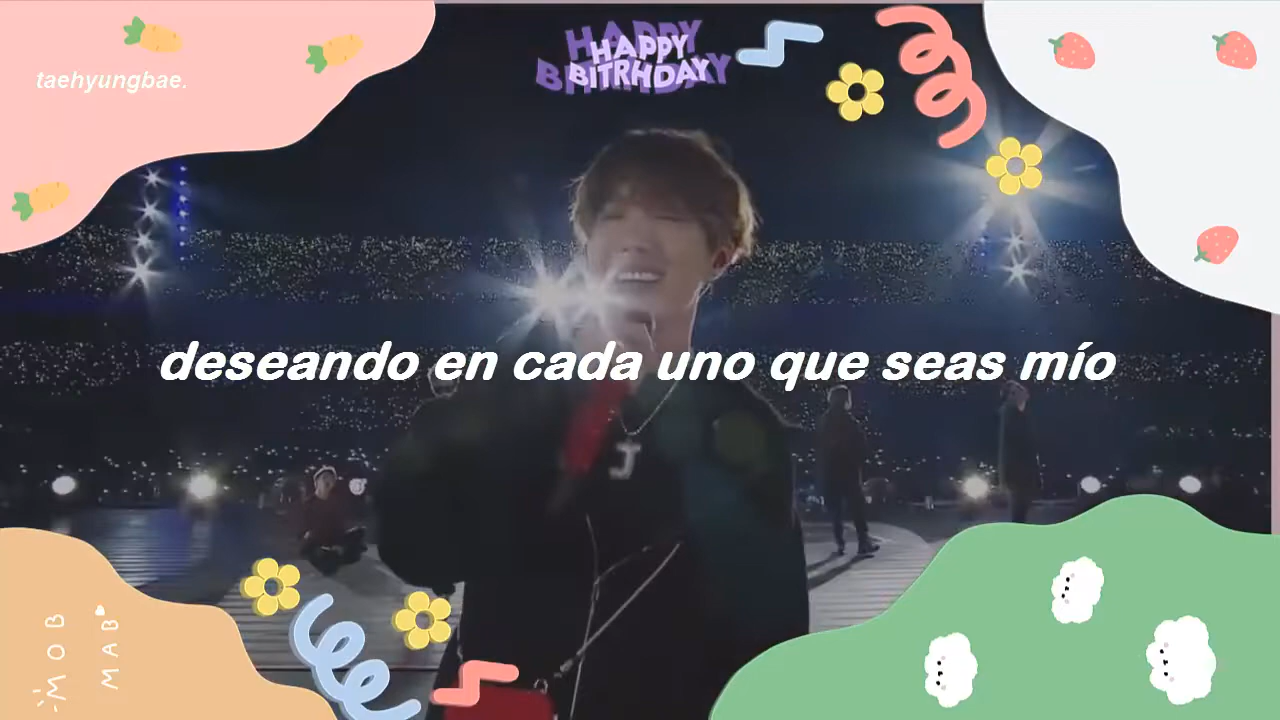 HAPPY
BITRHDAY
taehyungbae.
deseando en cada uno que seas mío
J
MOB
MAB